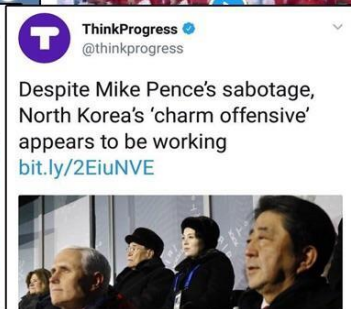 ThinkProgress
@thinkprogress
Despite Mike Pence's sabotage,
North Korea's ‘charm offensive’
appears to be working
bit.ly/2EiuNVE